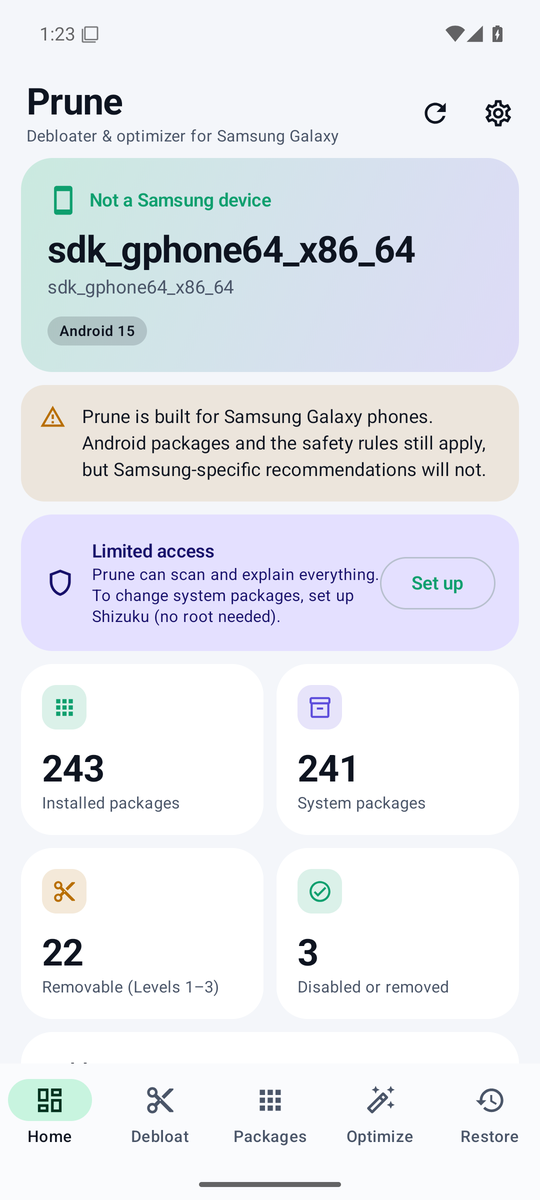 1:23
Prune
Debloater & optimizer for Samsung Galaxy
Not a Samsung device
sdk_gphone64_x86_64
sdk_gphone64_x86_64
Android 15
Prune is built for Samsung Galaxy phones.
Android packages and the safety rules still apply,
but Samsung-specific recommendations will not.
Limited access
Prune can scan and explain everything.
To change system packages, set up
Shizuku (no root needed).
Set up
243
Installed packages
241
System packages
22
Removable (Levels 1–3)
3
Disabled or removed
Home
Debloat
Packages
Optimize
Restore